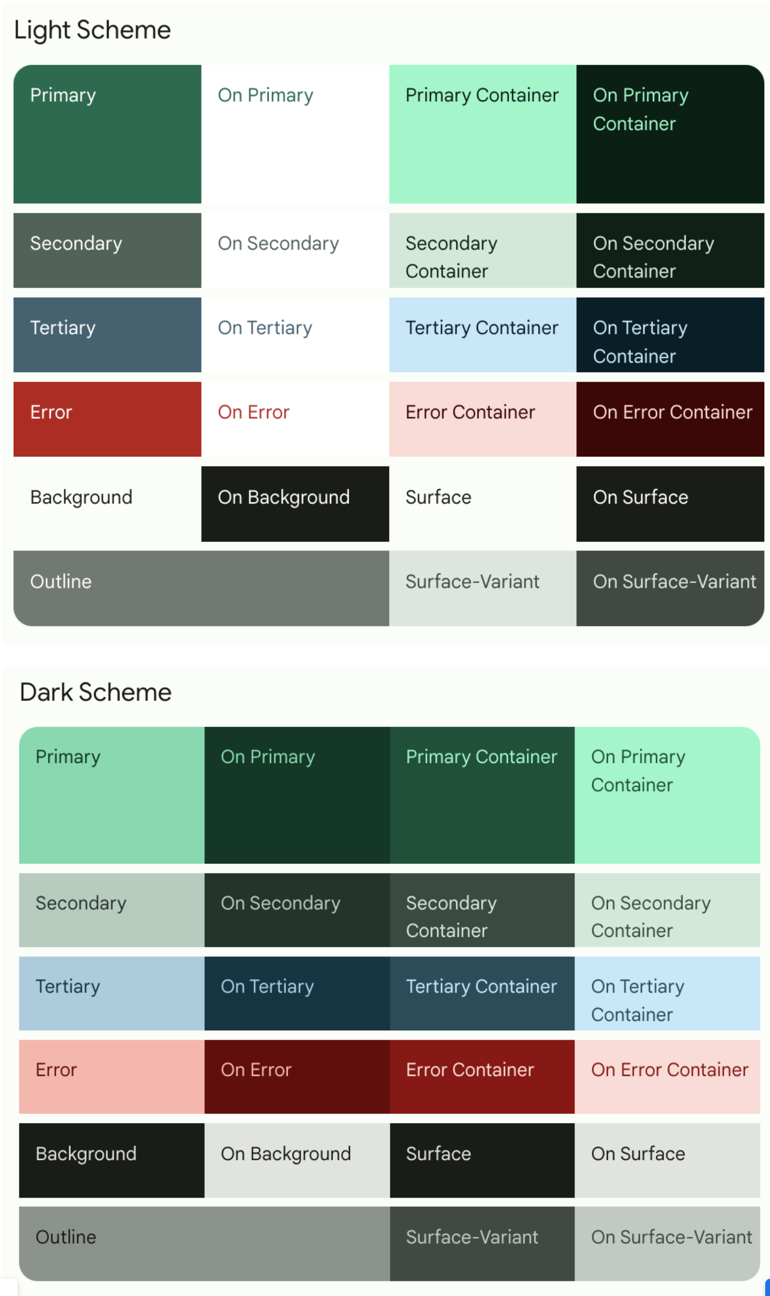 Light Scheme
Primary
On Primary
Primary Container
On Primary
Container
Secondary
On Secondary
Secondary
Container
On Secondary
Container
Tertiary
On Tertiary
Tertiary Container
On Tertiary
Container
Error
On Error
Error Container
On Error Container
Background
On Background
Surface
On Surface
Outline
Surface-Variant
On Surface-Variant
Dark Scheme
Primary
On Primary
Primary Container
On Primary
Container
Secondary
On Secondary
Secondary
Container
On Secondary
Container
Tertiary
On Tertiary
Tertiary Container
On Tertiary
Container
Error
On Error
Error Container
On Error Container
Background
On Background
Surface
On Surface
Outline
Surface-Variant
On Surface-Variant